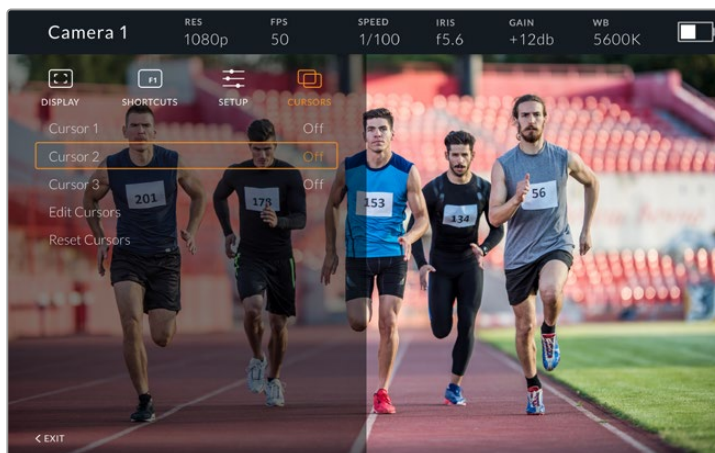 Camera 1 RES FPS SPEED IRIS GAIN WB
1080p 50 1/100 f5.6 +12db 5600K
F1
DISPLAY SHORTCUTS SETUP CURSORS
Cursor 1 Off
Cursor 2 Off
Cursor 3 Off
Edit Cursors
Reset Cursors
201 178 153 134 56
< EXIT